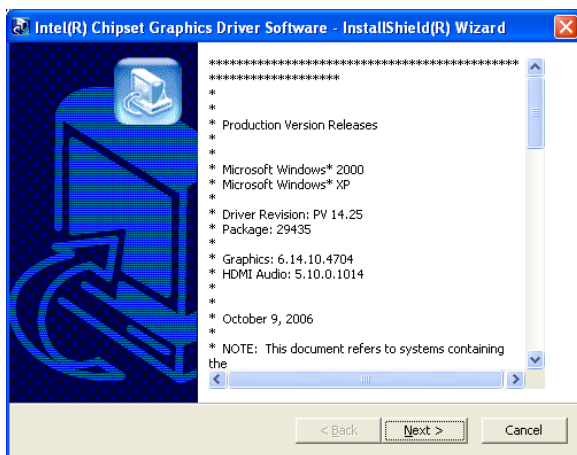 Intel(R) Chipset Graphics Driver Software - InstallShield(R) Wizard
********************************************
*******************
*
*
* Production Version Releases
*
*
* Microsoft Windows* 2000
* Microsoft Windows* XP
*
* Driver Revision: PV 14.25
* Package: 29435
*
* Graphics: 6.14.10.4704
* HDMI Audio: 5.10.0.1014
*
*
* October 9, 2006
*
* NOTE: This document refers to systems containing
the
< Back
Next >
Cancel